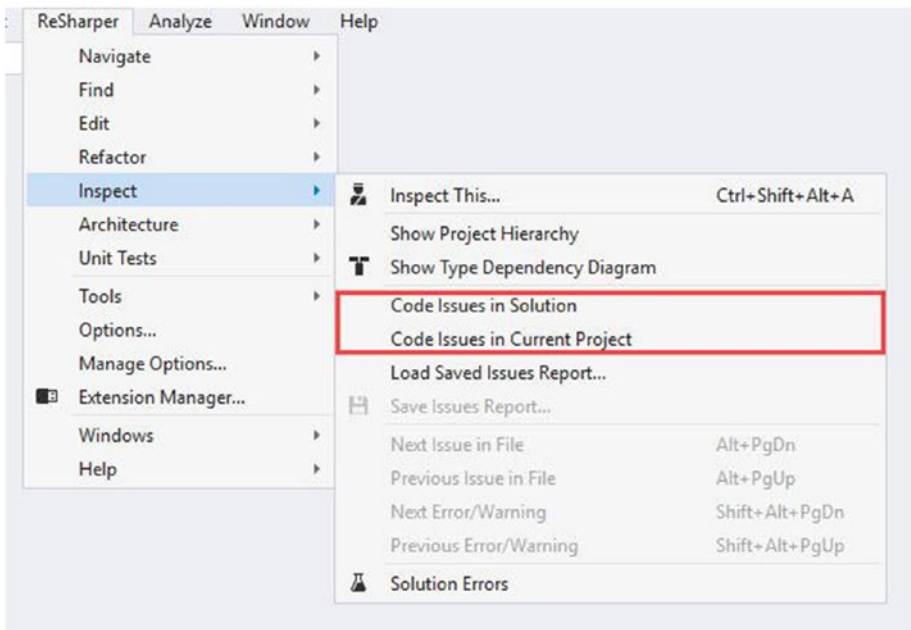 ReSharper Analyze Window Help
Navigate
Find
Edit
Refactor
Inspect
Architecture
Unit Tests
Tools
Options...
Manage Options...
Extension Manager...
Windows
Help
Inspect This... Ctrl+Shift+Alt+A
Show Project Hierarchy
Show Type Dependency Diagram
Code Issues in Solution
Code Issues in Current Project
Load Saved Issues Report...
Save Issues Report...
Next Issue in File Alt+PgDn
Previous Issue in File Alt+PgUp
Next Error/Warning Shift+Alt+PgDn
Previous Error/Warning Shift+Alt+PgUp
Solution Errors